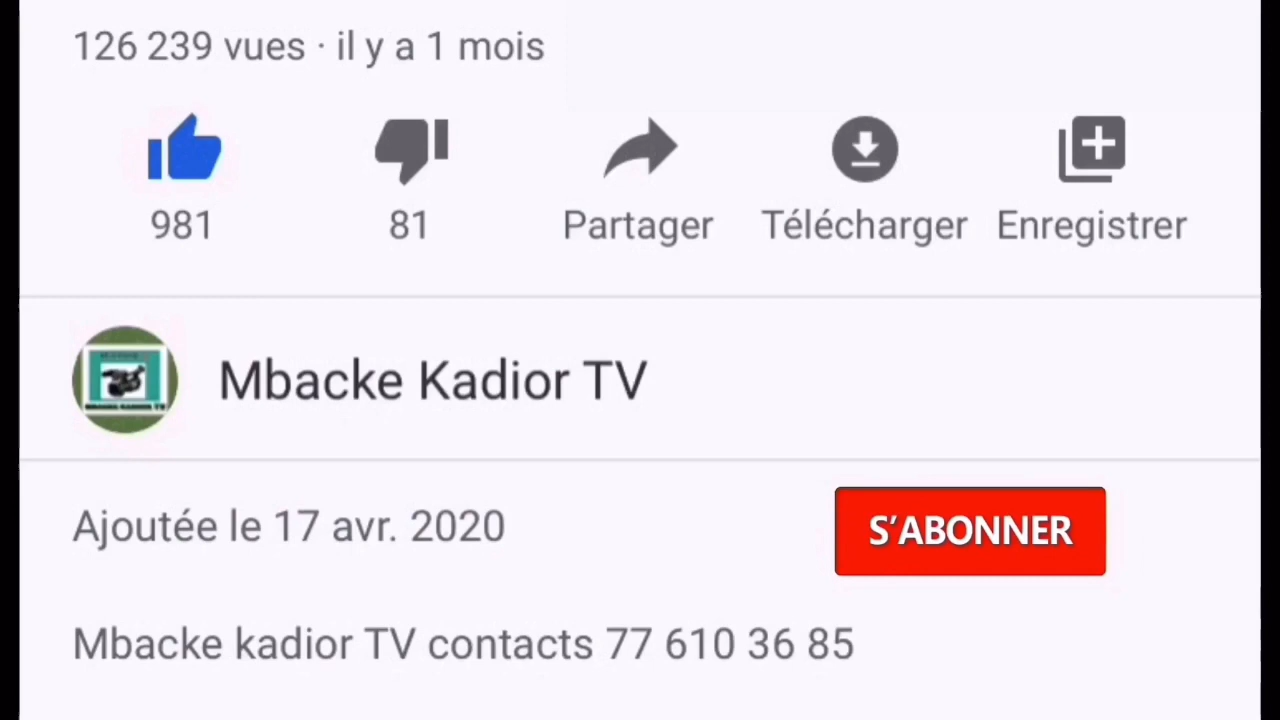 126 239 vues · il y a 1 mois
981 81 Partager Télécharger Enregistrer
Mbacke Kadior TV
Ajoutée le 17 avr. 2020
S'ABONNER
Mbacke kadior TV contacts 77 610 36 85